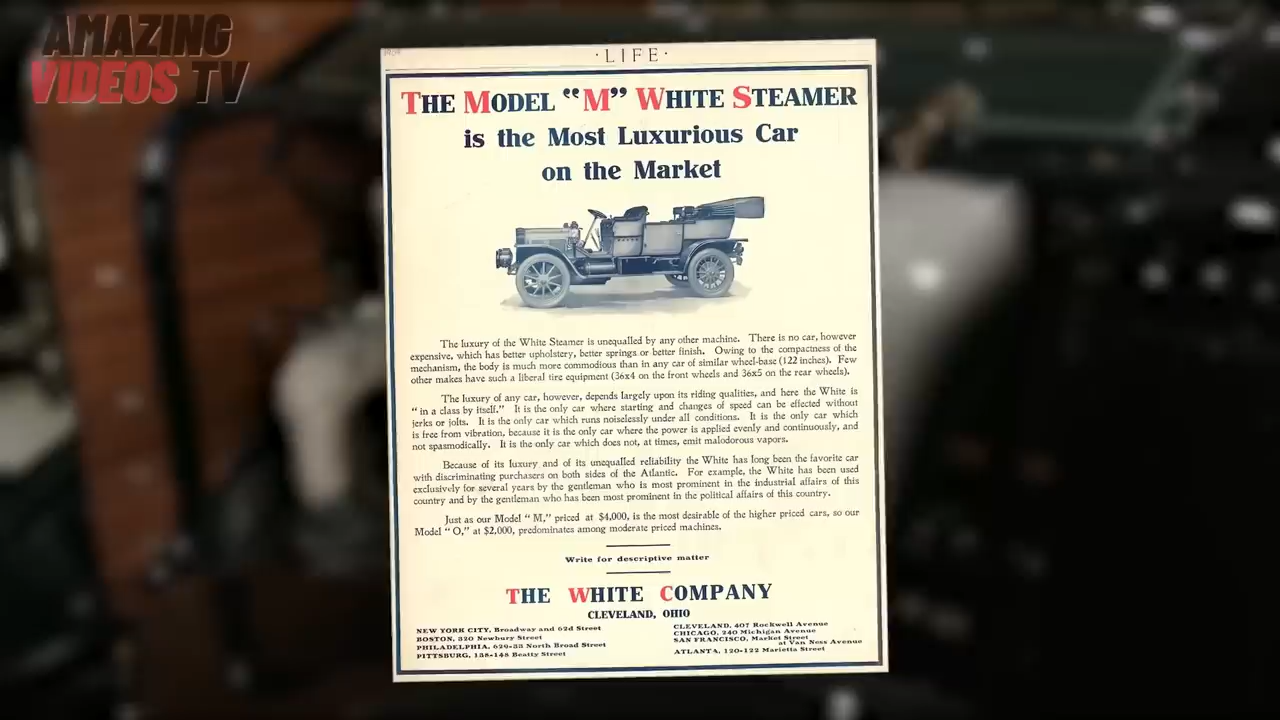 AMAZING
VIDEOS TV
·LIFE·
THE MODEL "M" WHITE STEAMER
is the Most Luxurious Car
on the Market
The luxury of the White Steamer is unequalled by any other machine. There is no car, however
expensive, which has better upholstery, better springs or better finish. Owing to the compactness of the
mechanism, the body is much more commodious than in any car of similar wheel-base (122 inches). Few
other makes have such a liberal tire equipment (36x4 on the front wheels and 36x5 on the rear wheels).
The luxury of any car, however, depends largely upon its riding qualities, and here the White is
"in a class by itself." It is the only car where starting and changes of speed can be effected without
jerks or jolts. It is the only car which runs noiselessly under all conditions. It is the only car which
is free from vibration, because it is the only car where the power is applied evenly and continuously, and
not spasmodically. It is the only car which does not, at times, emit malodorous vapors.
Because of its luxury and of its unequalled reliability the White has long been the favorite car
with discriminating purchasers on both sides of the Atlantic. For example, the White has been used
exclusively for several years by the gentleman who is most prominent in the industrial affairs of this
country and by the gentleman who has been most prominent in the political affairs of this country.
Just as our Model "M," priced at $4,000, is the most desirable of the higher priced cars, so our
Model "O," at $2,000, predominates among moderate priced machines.
Write for descriptive matter
THE WHITE COMPANY
CLEVELAND, OHIO
NEW YORK CITY, Broadway and 62d Street
BOSTON, 320 Newbury Street
PHILADELPHIA, 629-33 North Broad Street
PITTSBURG, 138-148 Beatty Street
CLEVELAND, 407 Rockwell Avenue
CHICAGO, 240 Michigan Avenue
SAN FRANCISCO, Market Street
at Van Ness Avenue
ATLANTA, 120-122 Marietta Street